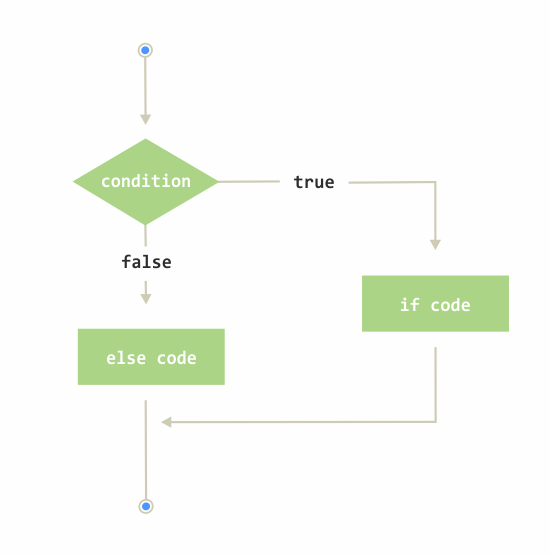 condition
true
false
if code
else code